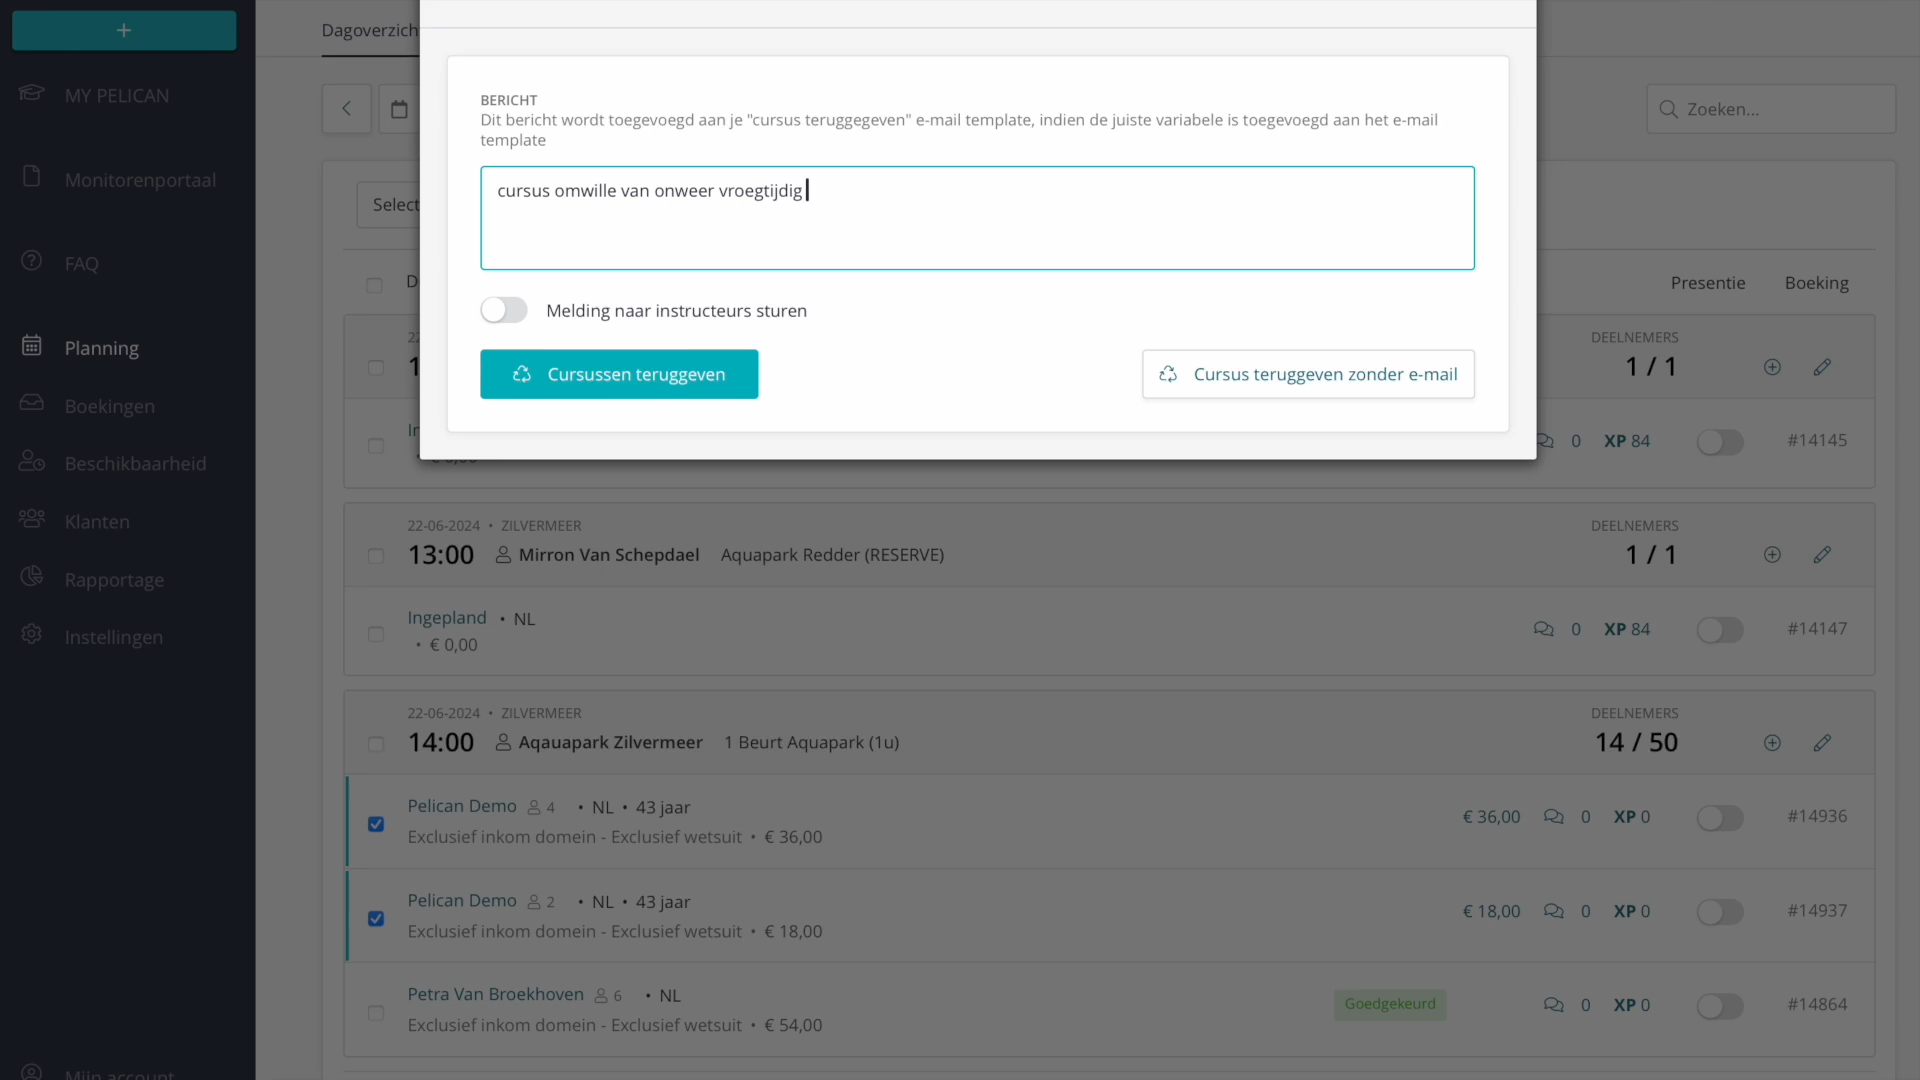 +
MY PELICAN
Monitorenportaal
FAQ
Planning
Boekingen
Beschikbaarheid
Klanten
Rapportage
Instellingen
Dagoverzich
Zoeken...
Select
BERICHT
Dit bericht wordt toegevoegd aan je "cursus teruggegeven" e-mail template, indien de juiste variabele is toegevoegd aan het e-mail
template
cursus omwille van onweer vroegtijdig
Melding naar instructeurs sturen
Cursussen teruggeven
Cursus teruggeven zonder e-mail
D
Presentie Boeking
22
DEELNEMERS
1
1 / 1
In
0 XP 84 #14145
22-06-2024 • ZILVERMEER
DEELNEMERS
13:00 Mirron Van Schepdael Aquapark Redder (RESERVE)
1 / 1
Ingepland • NL
• € 0,00
0 XP 84 #14147
22-06-2024 • ZILVERMEER
DEELNEMERS
14:00 Aqauapark Zilvermeer 1 Beurt Aquapark (1u)
14 / 50
Pelican Demo 4 • NL • 43 jaar
Exclusief inkom domein - Exclusief wetsuit • € 36,00
€ 36,00 0 XP 0 #14936
Pelican Demo 2 • NL • 43 jaar
Exclusief inkom domein - Exclusief wetsuit • € 18,00
€ 18,00 0 XP 0 #14937
Petra Van Broekhoven 6 • NL
Exclusief inkom domein - Exclusief wetsuit • € 54,00
Goedgekeurd 0 XP 0 #14864
Mijn account